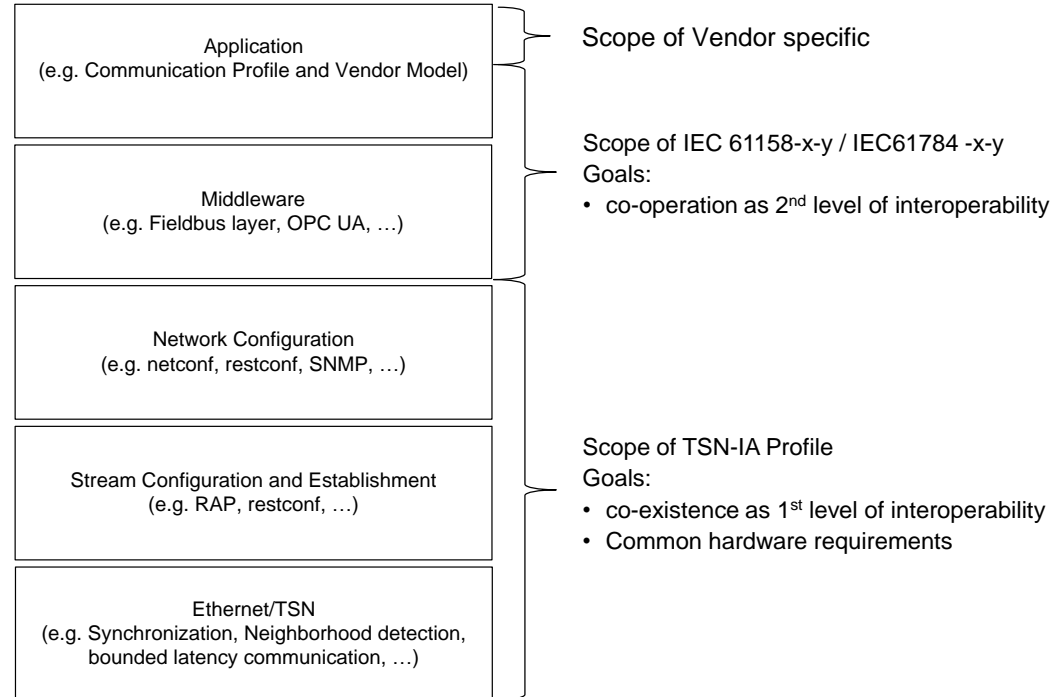 Application
(e.g. Communication Profile and Vendor Model)
Scope of Vendor specific
Middleware
(e.g. Fieldbus layer, OPC UA, …)
Scope of IEC 61158-x-y / IEC61784 -x-y
Goals:
• co-operation as 2nd level of interoperability
Network Configuration
(e.g. netconf, restconf, SNMP, …)
Stream Configuration and Establishment
(e.g. RAP, restconf, …)
Ethernet/TSN
(e.g. Synchronization, Neighborhood detection,
bounded latency communication, …)
Scope of TSN-IA Profile
Goals:
• co-existence as 1st level of interoperability
• Common hardware requirements